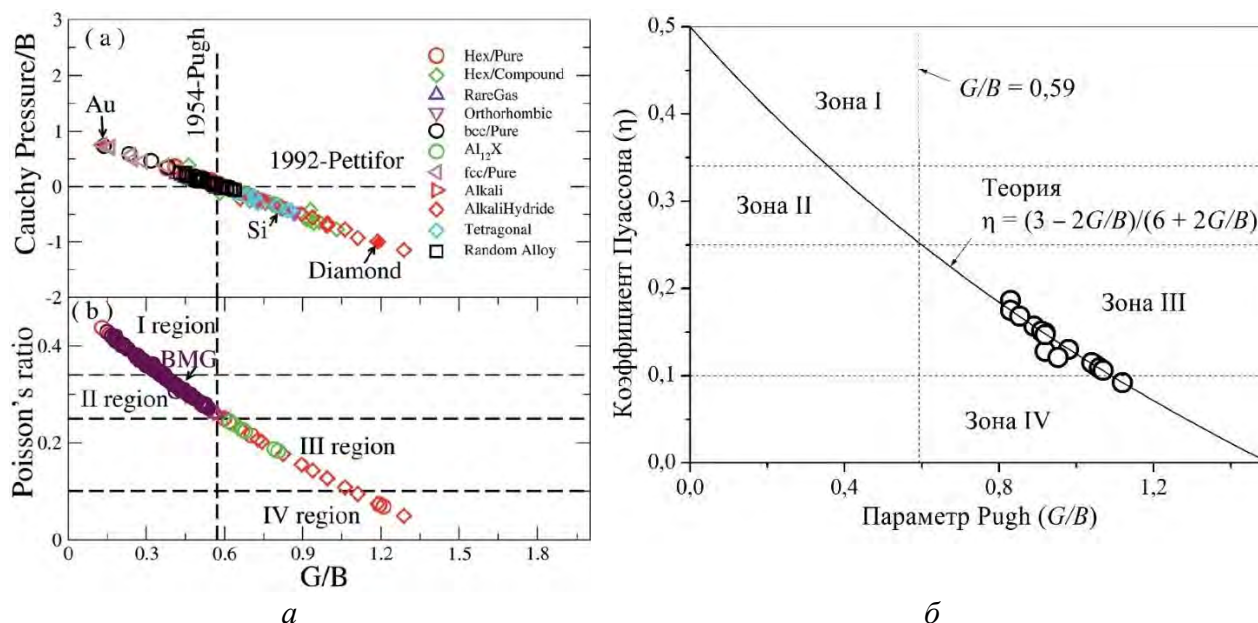 (a)
Cauchy Pressure/B
3
2
1
0
-1
-2
1954-Pugh
1992-Pettifor
Au
Si
Diamond
Hex/Pure
Hex/Compound
RareGas
Orthorhombic
bcc/Pure
Al12X
fcc/Pure
Alkali
AlkaliHydride
Tetragonal
Random Alloy
(b)
Poisson's ratio
0.4
0.2
0
I region
BMG
II region
III region
IV region
0 0.3 0.6 0.9 1.2 1.5 1.8
G/B
а
Коэффициент Пуассона (η)
0,5
0,4
0,3
0,2
0,1
0,0
Зона I
G/B = 0,59
Зона II
Теория
η = (3 – 2G/B)/(6 + 2G/B)
Зона III
Зона IV
0,0 0,4 0,8 1,2
Параметр Pugh (G/B)
б